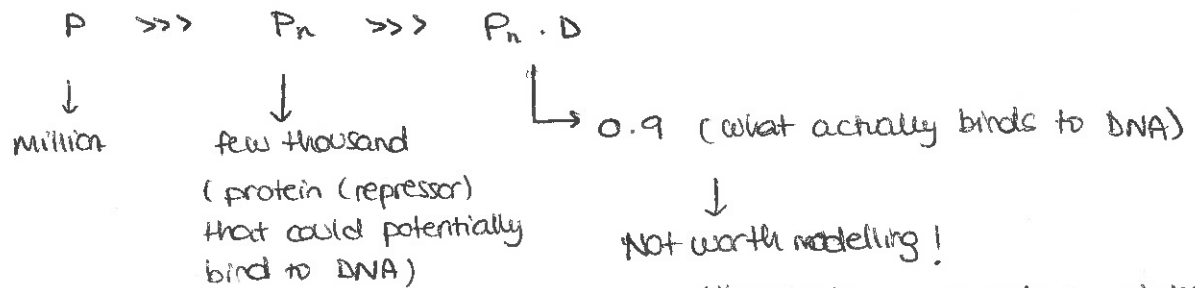 P >>> Pn >>> Pn . D
↓ ↓ ↳ 0.9 (what actually binds to DNA)
million few thousand
(protein (repressor) ↓
that could potentially Not worth modelling!
bind to DNA)